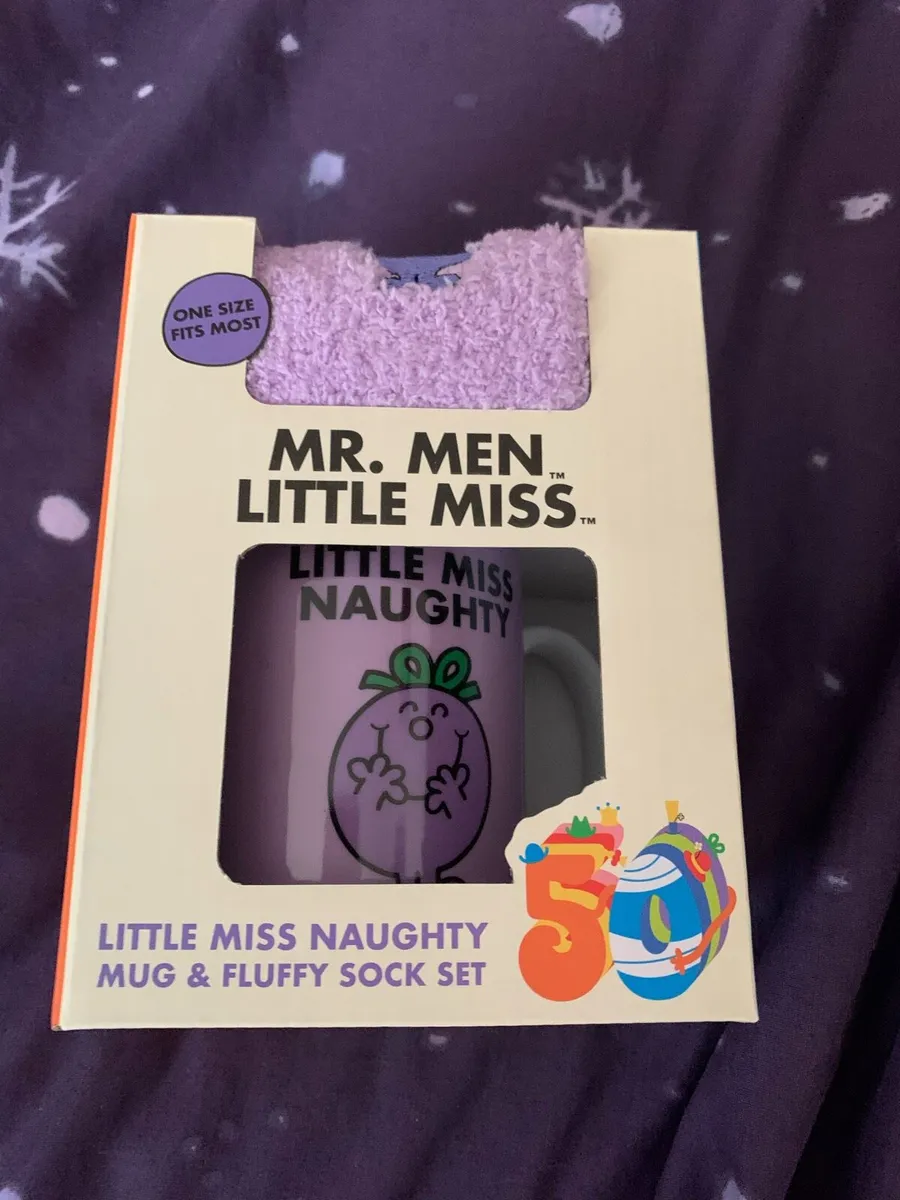 ONE SIZE
FITS MOST
MR. MEN™
LITTLE MISS™
LITTLE MISS
NAUGHTY
50
LITTLE MISS NAUGHTY
MUG & FLUFFY SOCK SET